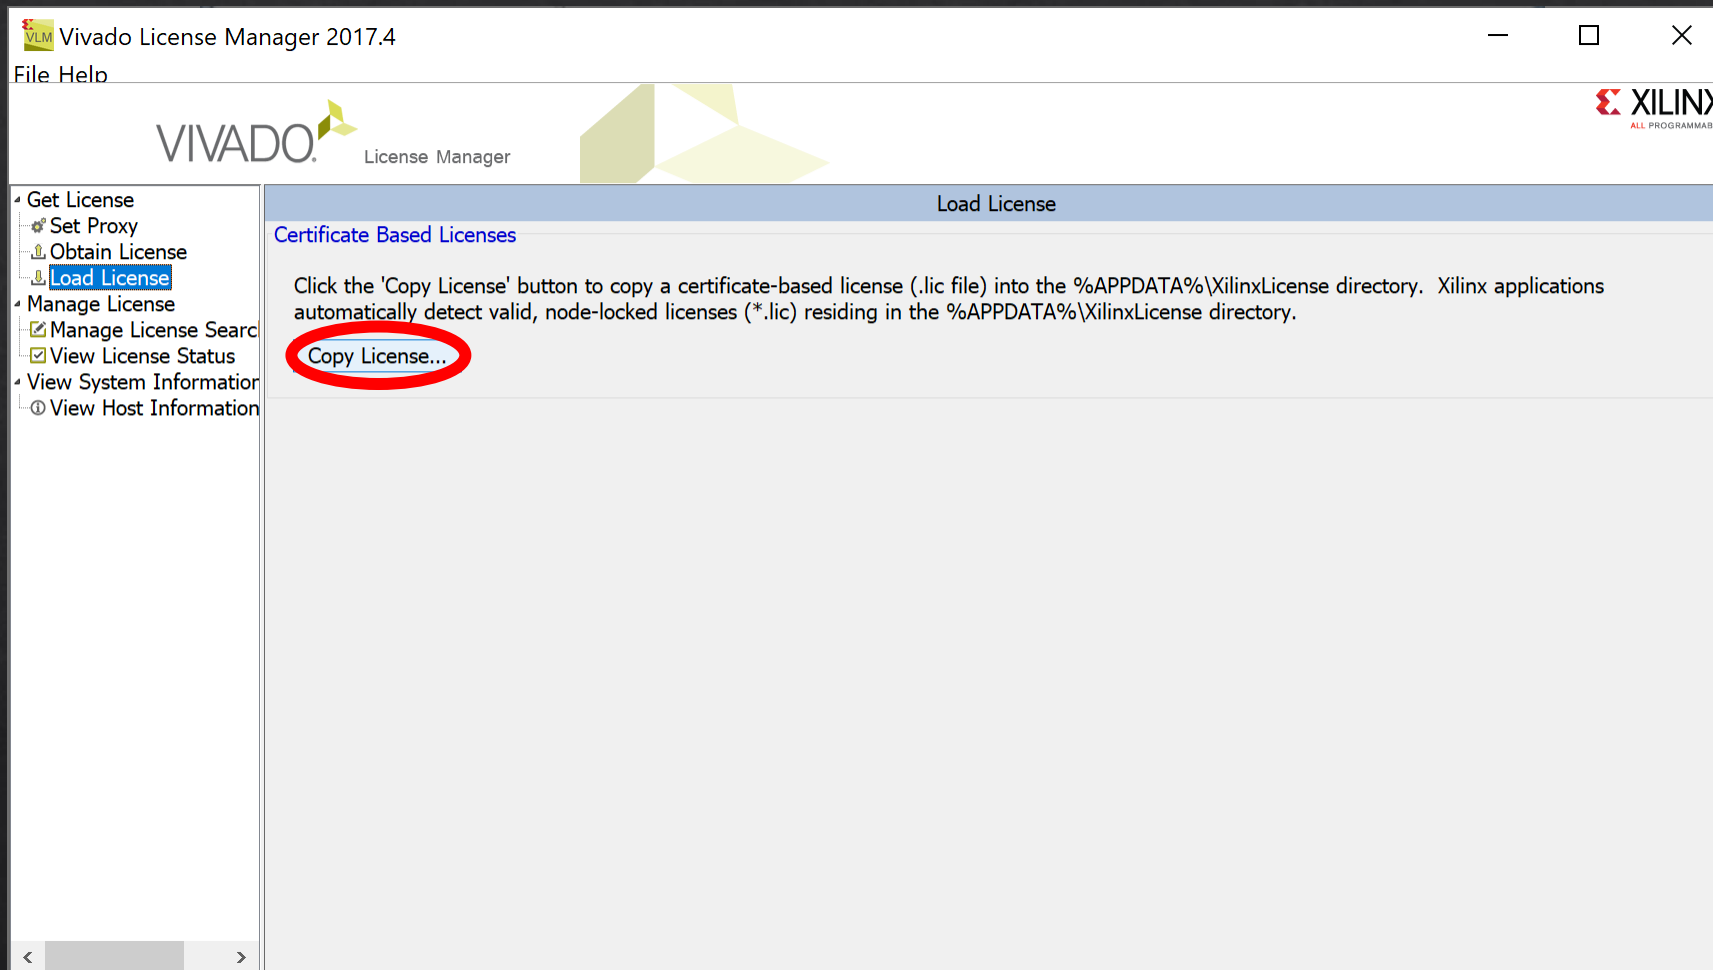 VLM Vivado License Manager 2017.4
File Help
VIVADO. License Manager
XILINX
ALL PROGRAMMAB
Get License
Set Proxy
Obtain License
Load License
Manage License
Manage License Searc
View License Status
View System Information
View Host Information
Load License
Certificate Based Licenses
Click the 'Copy License' button to copy a certificate-based license (.lic file) into the %APPDATA%\XilinxLicense directory.  Xilinx applications
automatically detect valid, node-locked licenses (*.lic) residing in the %APPDATA%\XilinxLicense directory.
Copy License...